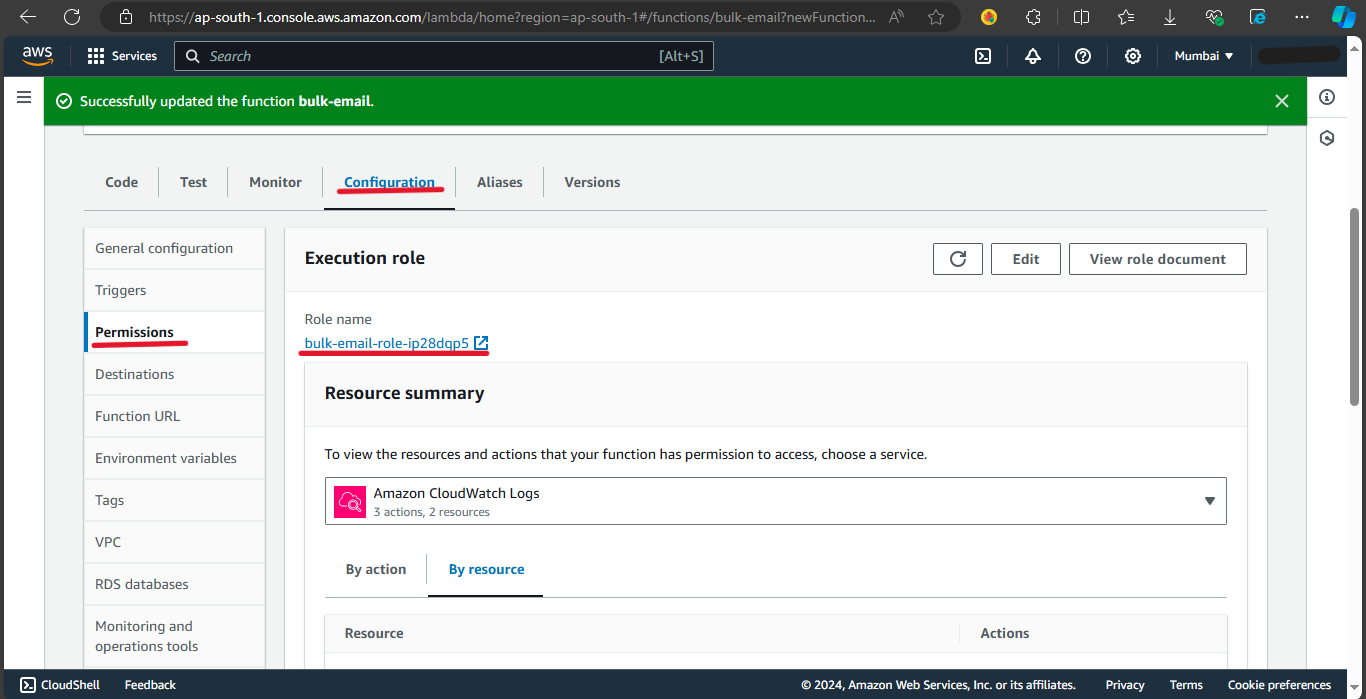 https://ap-south-1.console.aws.amazon.com/lambda/home?region=ap-south-1#/functions/bulk-email?newFunction...
aws
Services
Search
[Alt+S]
Mumbai
Successfully updated the function bulk-email.
Code
Test
Monitor
Configuration
Aliases
Versions
General configuration
Triggers
Permissions
Destinations
Function URL
Environment variables
Tags
VPC
RDS databases
Monitoring and
operations tools
Execution role
Edit
View role document
Role name
bulk-email-role-ip28dqp5
Resource summary
To view the resources and actions that your function has permission to access, choose a service.
Amazon CloudWatch Logs
3 actions, 2 resources
By action
By resource
Resource
Actions
CloudShell
Feedback
© 2024, Amazon Web Services, Inc. or its affiliates.
Privacy
Terms
Cookie preferences